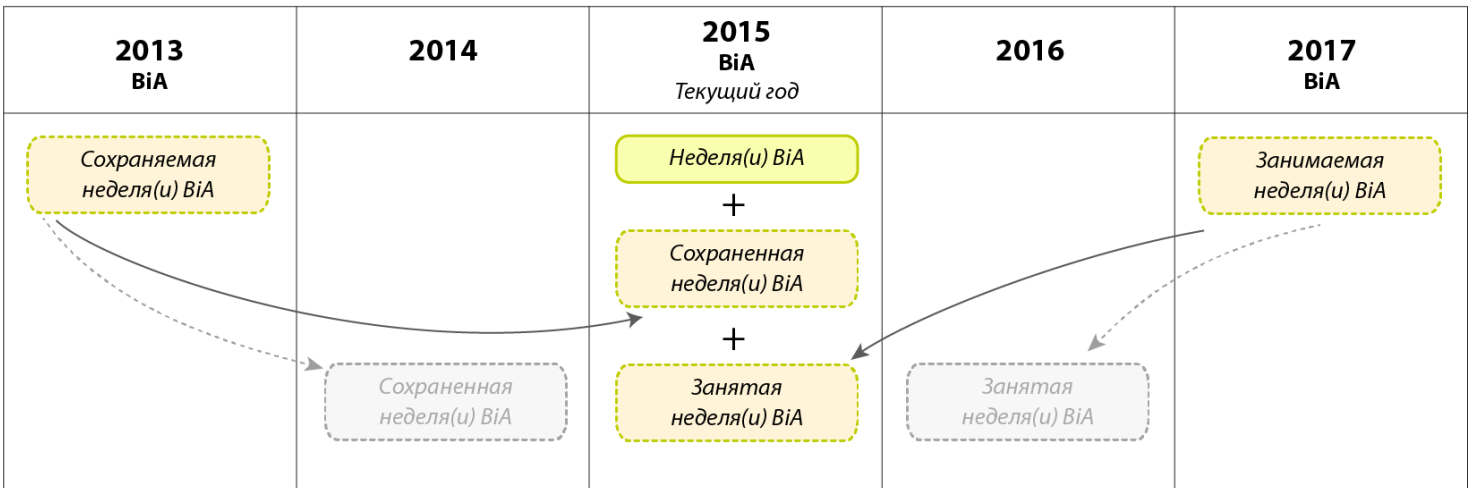 2013
BiA
2014
2015
BiA
Текущий год
2016
2017
BiA
Сохраняемая
неделя(и) BiA
Неделя(и) BiA
+
Сохраненная
неделя(и) BiA
+
Занятая
неделя(и) BiA
Занимаемая
неделя(и) BiA
Сохраненная
неделя(и) BiA
Занятая
неделя(и) BiA